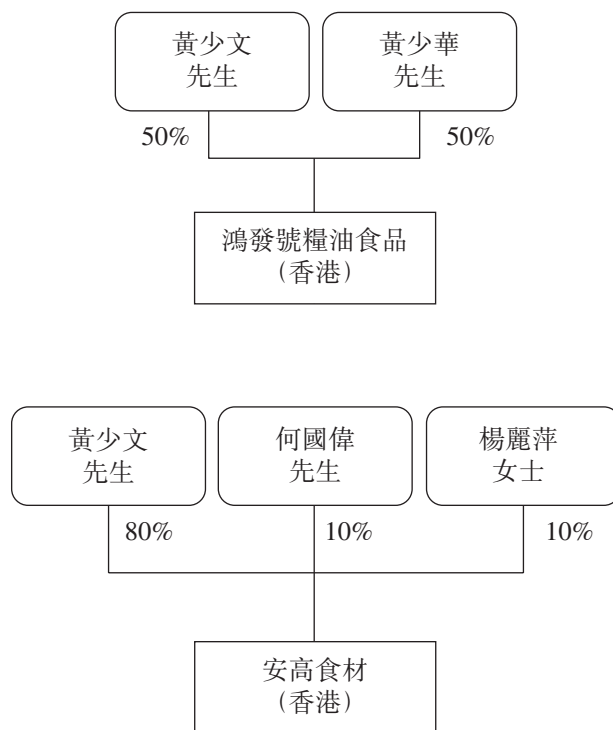 黃少文
先生
黃少華
先生
50%
50%
鴻發號糧油食品
（香港）
黃少文
先生
何國偉
先生
楊麗萍
女士
80%
10%
10%
安高食材
（香港）